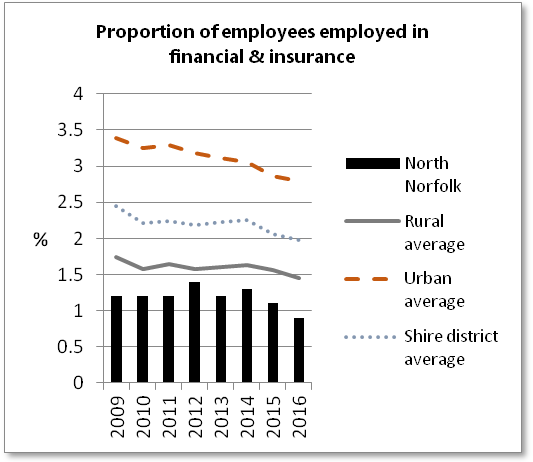 Proportion of employees employed in
financial & insurance
4
3.5
3
2.5
2
1.5
1
0.5
0
%
2009
2010
2011
2012
2013
2014
2015
2016
North
Norfolk
Rural
average
Urban
average
Shire district
average